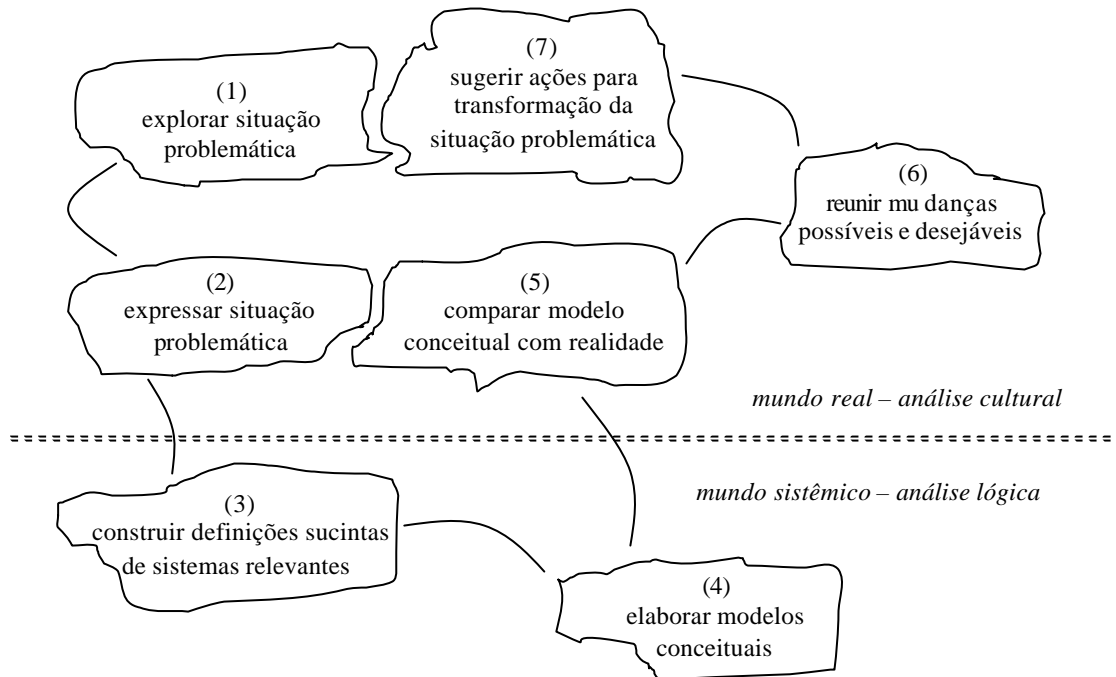 (1)
explorar situação
problemática
(7)
sugerir ações para
transformação da
situação problemática
(6)
reunir mu danças
possíveis e desejáveis
(2)
expressar situação
problemática
(5)
comparar modelo
conceitual com realidade
mundo real – análise cultural
mundo sistêmico – análise lógica
(3)
construir definições sucintas
de sistemas relevantes
(4)
elaborar modelos
conceituais